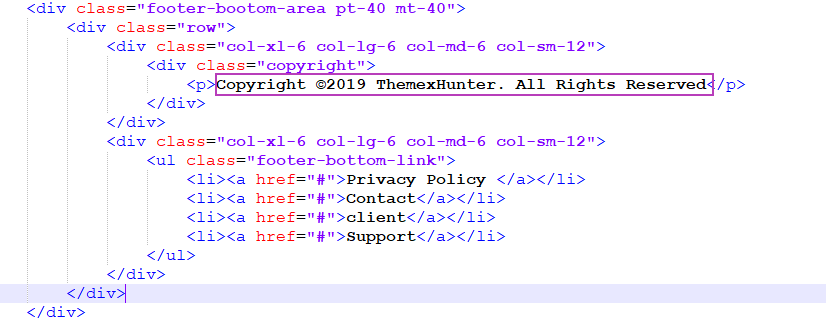 <div class="footer-bootom-area pt-40 mt-40">
<div class="row">
<div class="col-xl-6 col-lg-6 col-md-6 col-sm-12">
<div class="copyright">
<p>Copyright ©2019 ThemexHunter. All Rights Reserved</p>
</div>
</div>
<div class="col-xl-6 col-lg-6 col-md-6 col-sm-12">
<ul class="footer-bottom-link">
<li><a href="#">Privacy Policy </a></li>
<li><a href="#">Contact</a></li>
<li><a href="#">client</a></li>
<li><a href="#">Support</a></li>
</ul>
</div>
</div>
</div>